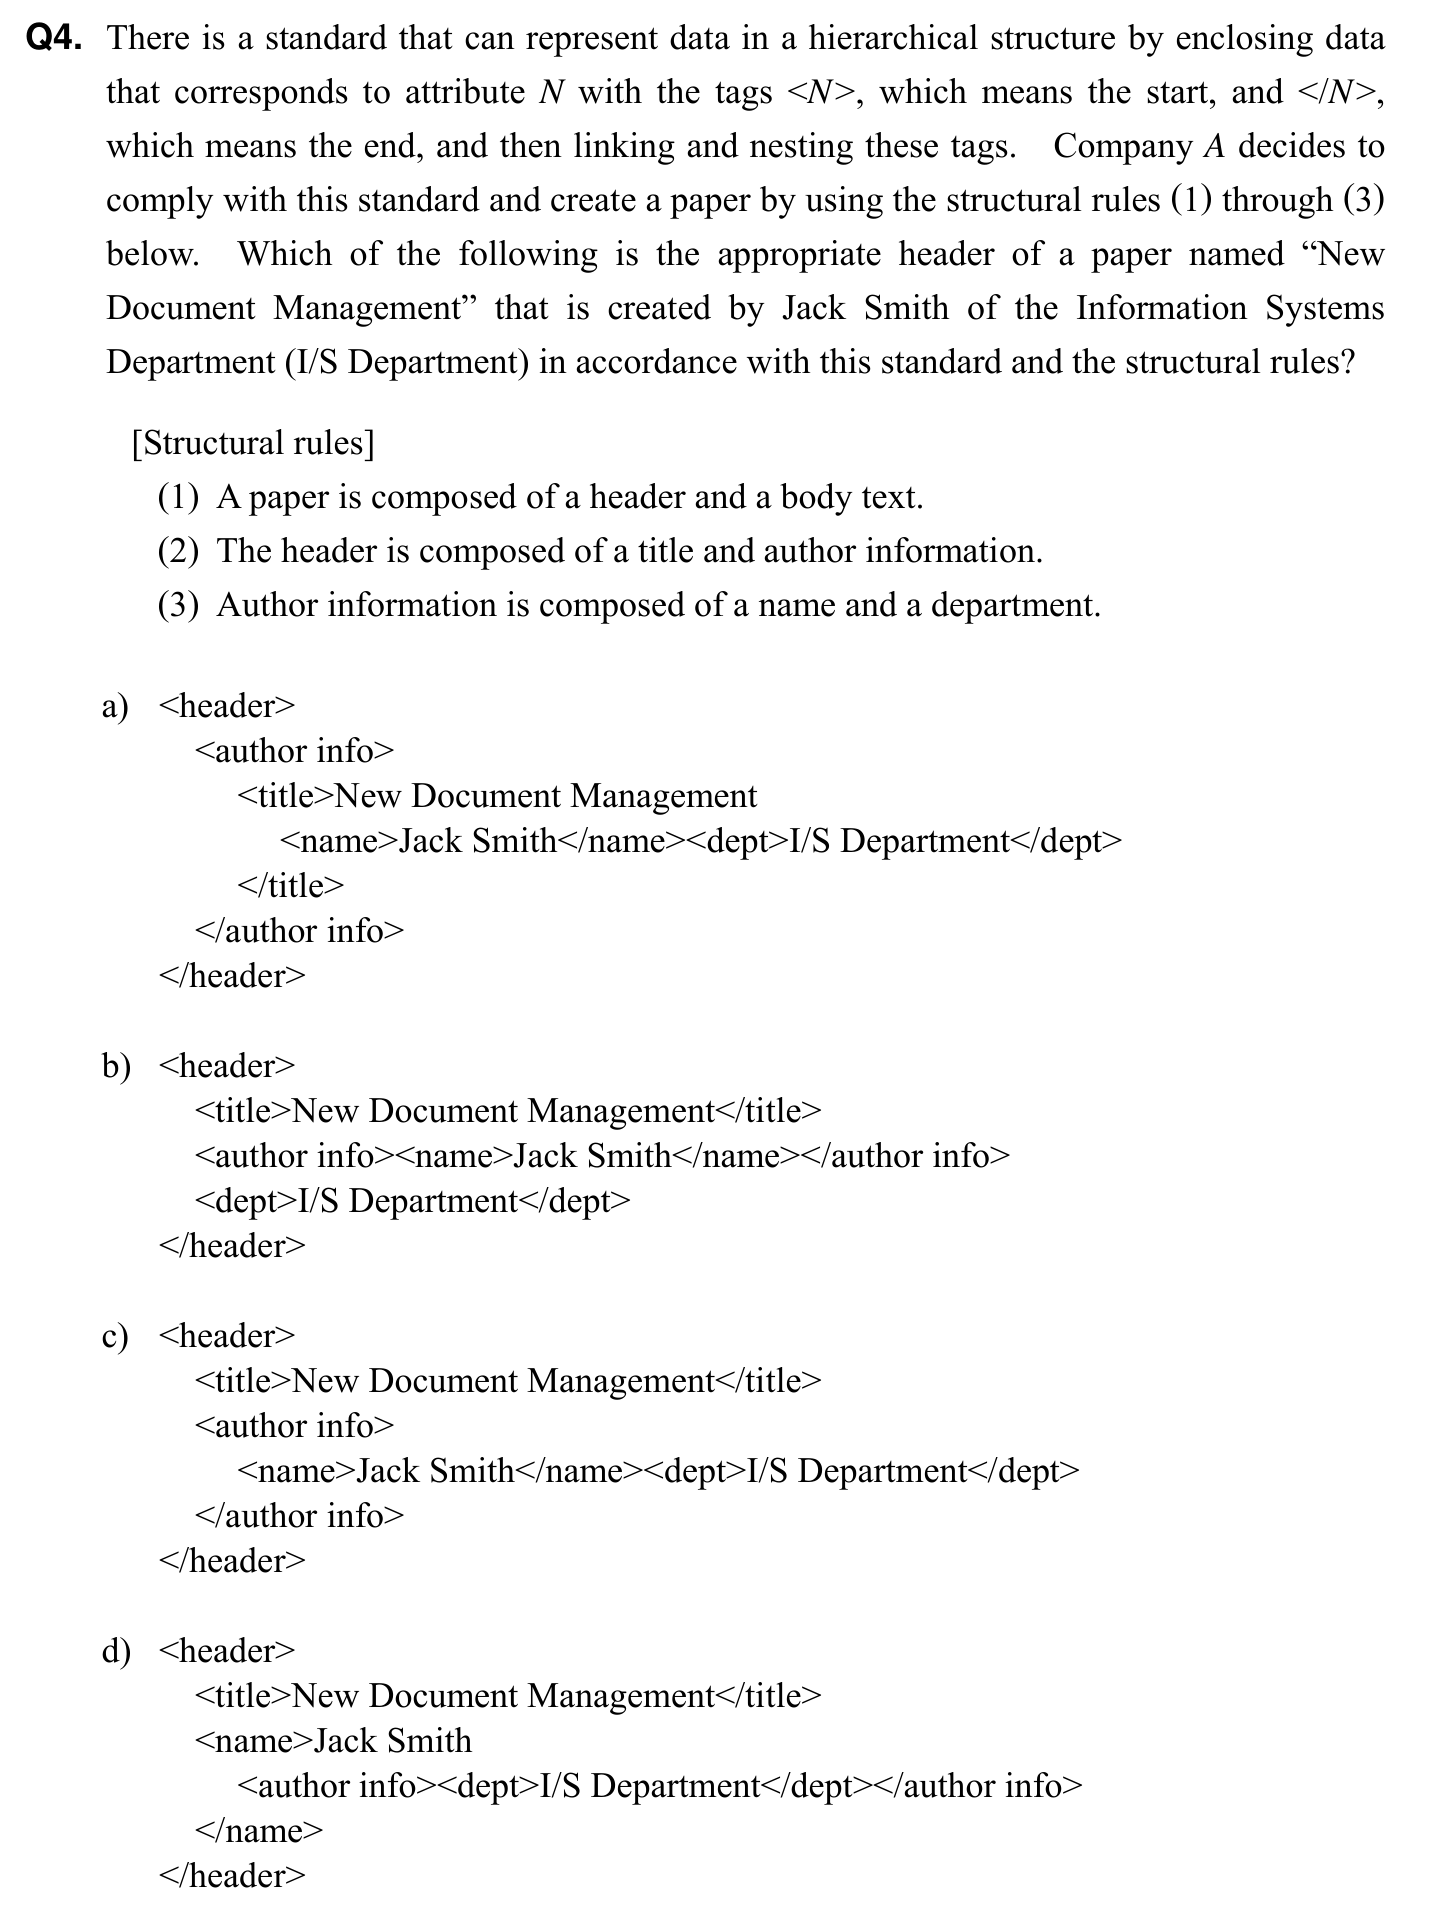 Q4. There is a standard that can represent data in a hierarchical structure by enclosing data
that corresponds to attribute N with the tags <N>, which means the start, and </N>,
which means the end, and then linking and nesting these tags. Company A decides to
comply with this standard and create a paper by using the structural rules (1) through (3)
below. Which of the following is the appropriate header of a paper named “New
Document Management” that is created by Jack Smith of the Information Systems
Department (I/S Department) in accordance with this standard and the structural rules?
[Structural rules]
(1) A paper is composed of a header and a body text.
(2) The header is composed of a title and author information.
(3) Author information is composed of a name and a department.
a) <header>
<author info>
<title>New Document Management
<name>Jack Smith</name><dept>I/S Department</dept>
</title>
</author info>
</header>
b) <header>
<title>New Document Management</title>
<author info><name>Jack Smith</name></author info>
<dept>I/S Department</dept>
</header>
c) <header>
<title>New Document Management</title>
<author info>
<name>Jack Smith</name><dept>I/S Department</dept>
</author info>
</header>
d) <header>
<title>New Document Management</title>
<name>Jack Smith
<author info><dept>I/S Department</dept></author info>
</name>
</header>